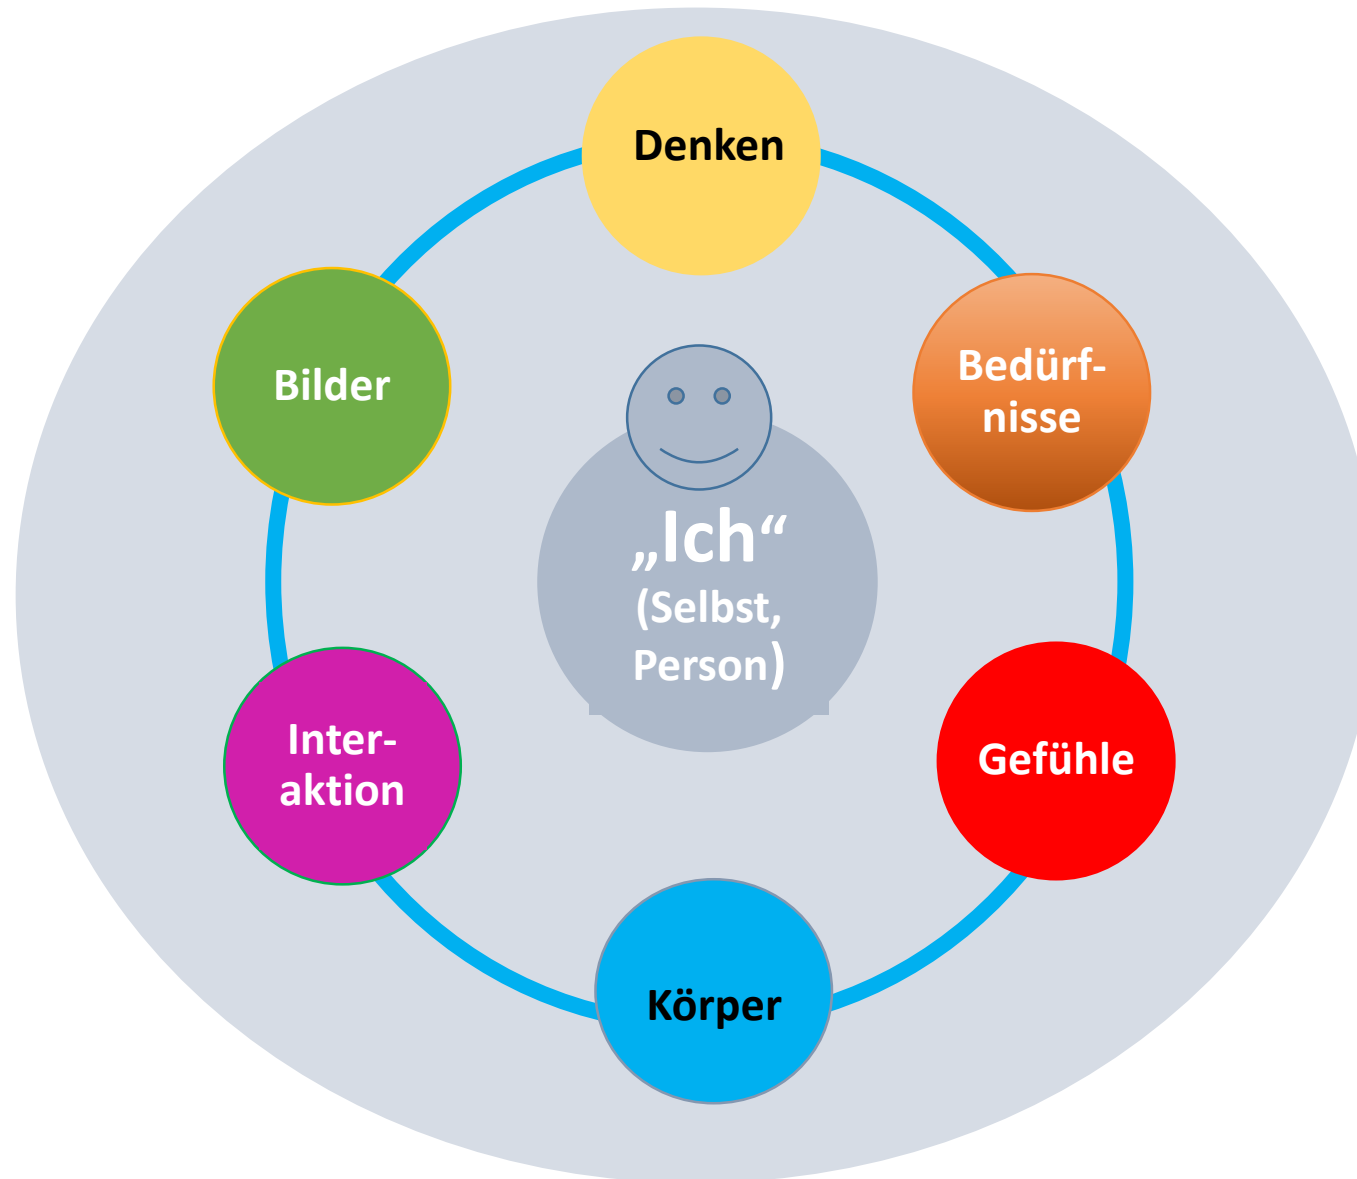 Denken
Bedürf-
nisse
Bilder
„Ich“
(Selbst,
Person)
Inter-
aktion
Gefühle
Körper